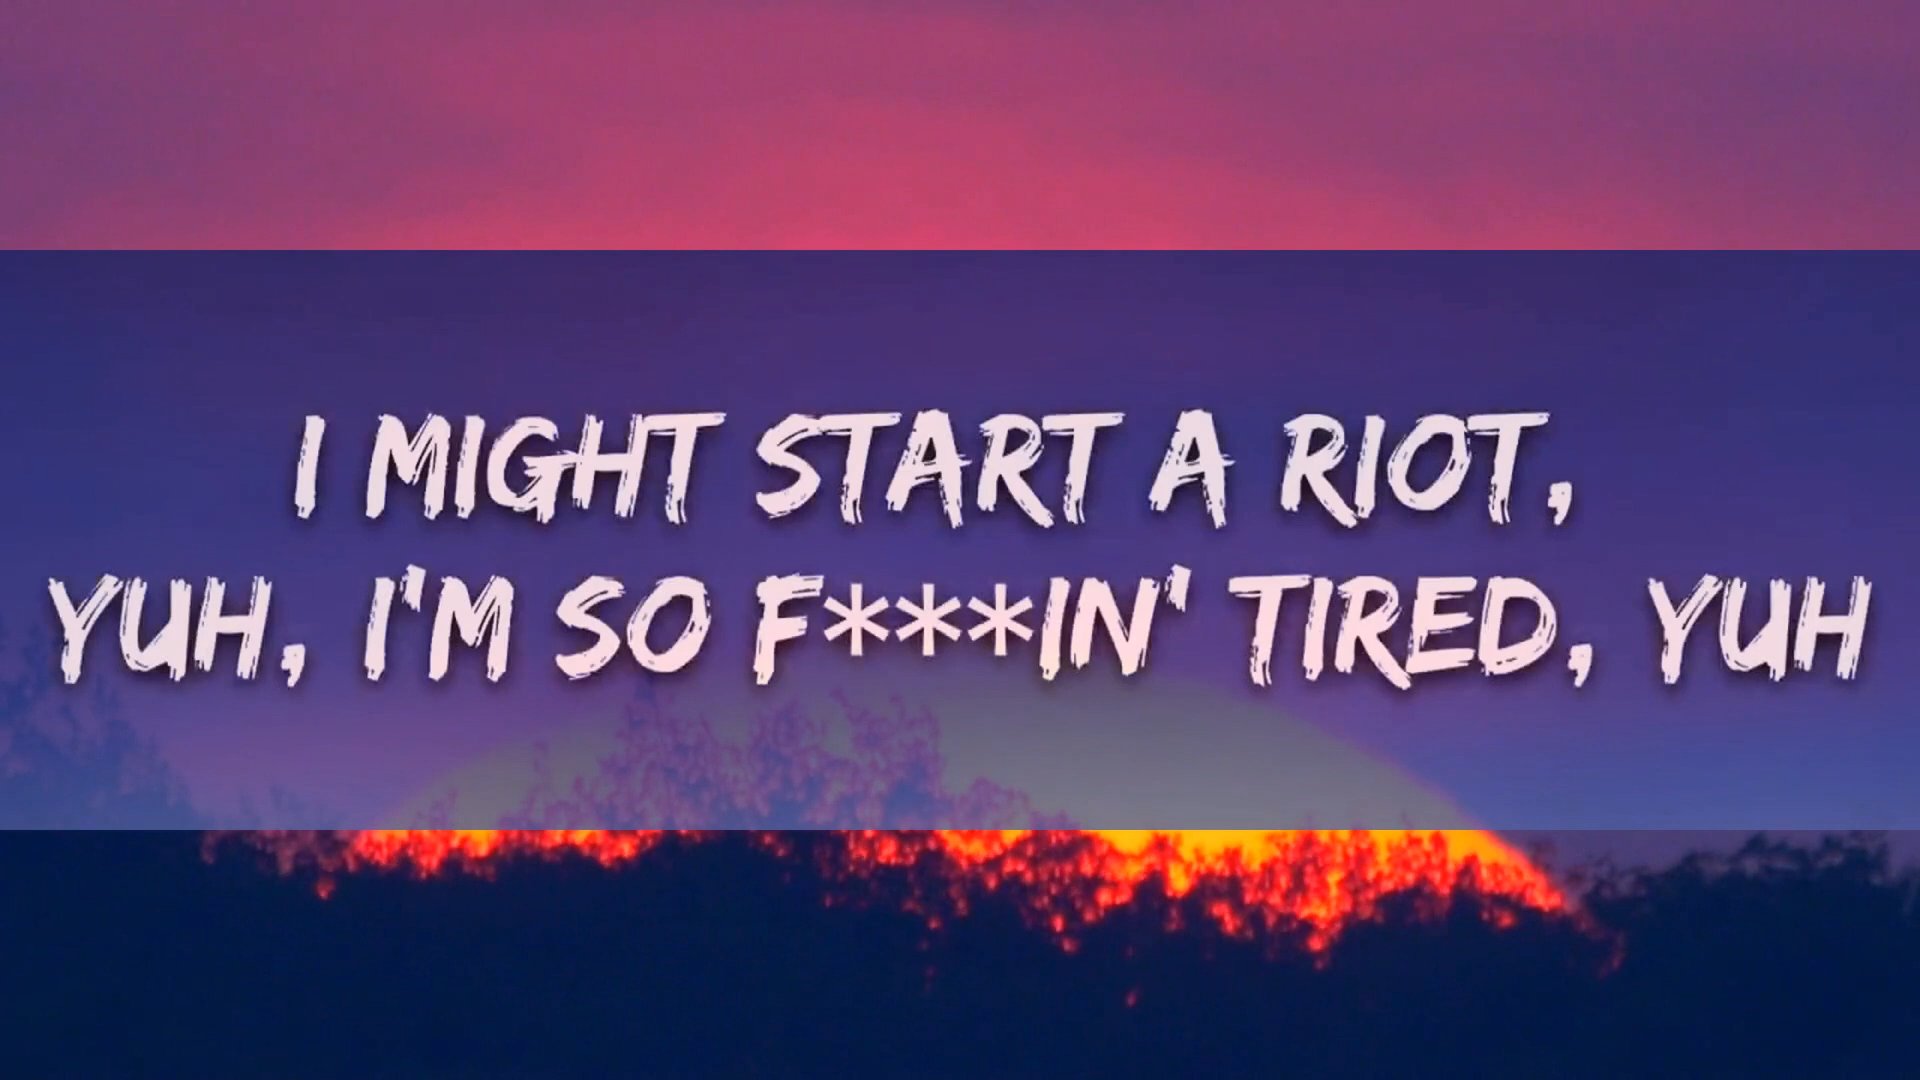 I MIGHT START A RIOT,
YUH, I'M SO F***IN' TIRED, YUH